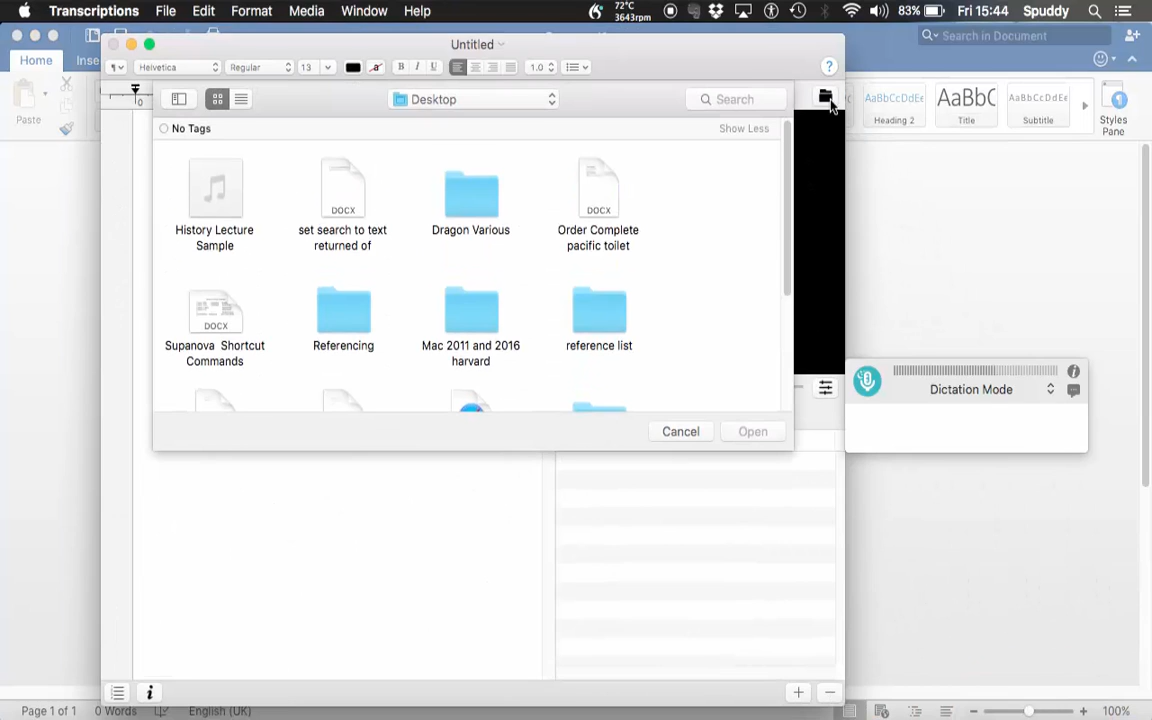 Transcriptions File Edit Format Media Window Help 72°C 3643rpm 83% Fri 15:44 Spuddy
Search in Document
Home Inse
Untitled
Helvetica Regular 13 a B I U 1.0 ?
Paste
Desktop
Search
AaBbCcDdEe AaBbC AaBbCcDdEe
Heading 2 Title Subtitle Styles Pane
No Tags Show Less
DOCX DOCX
History Lecture Sample
set search to text returned of
Dragon Various
Order Complete pacific toilet
DOCX
Supanova Shortcut Commands
Referencing
Mac 2011 and 2016 harvard
reference list
Dictation Mode
Cancel Open
Page 1 of 1 0 Words English (UK) 100%